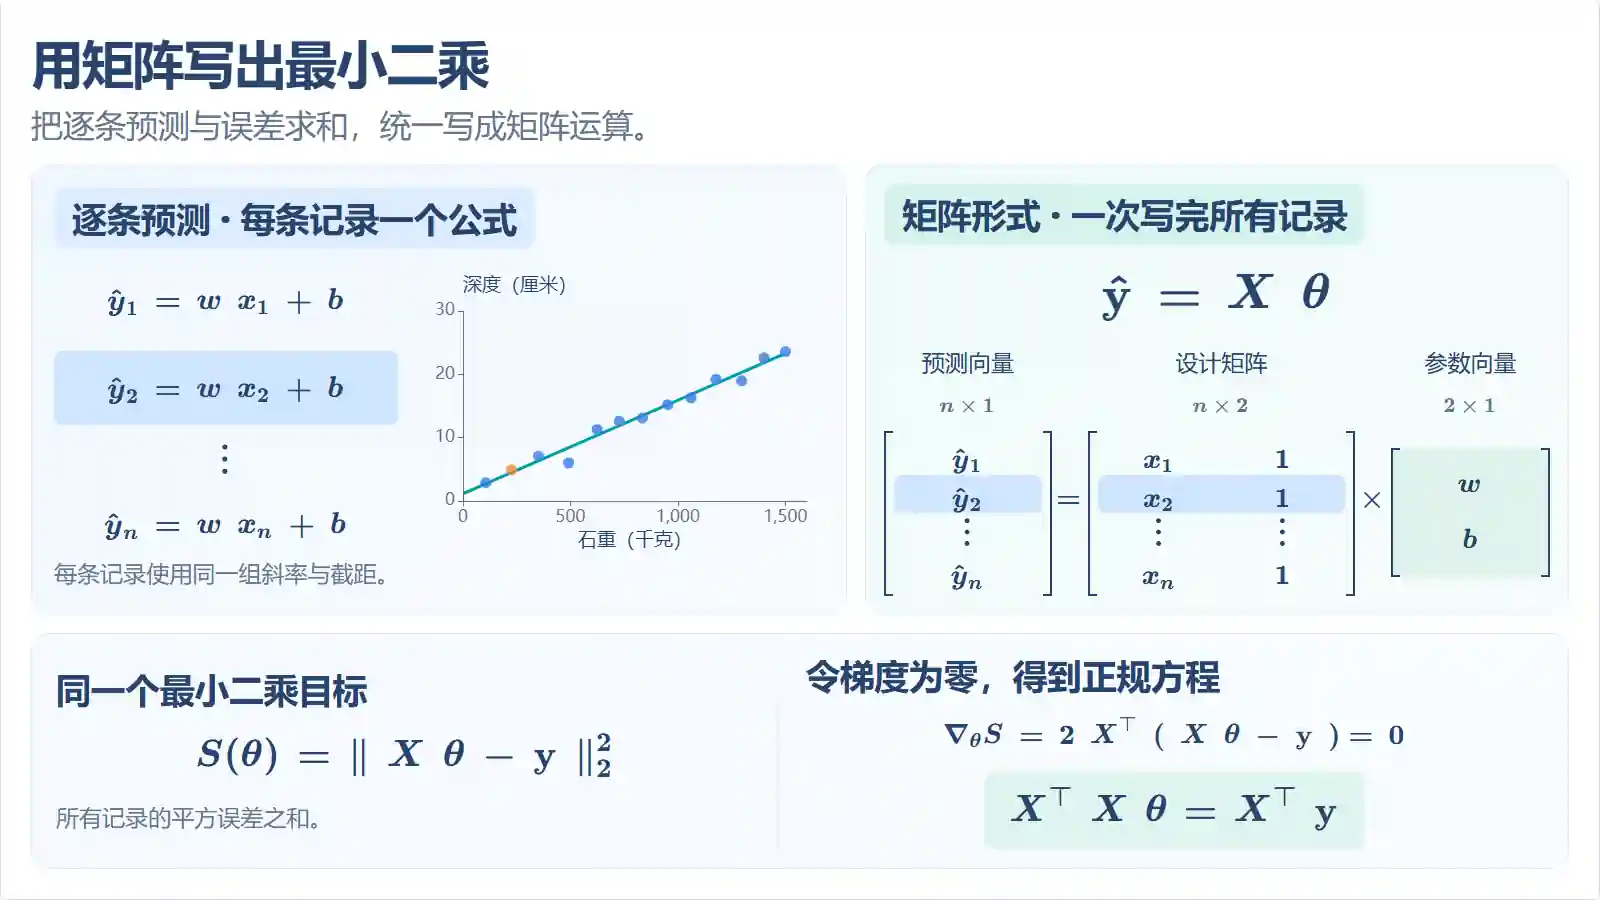 用矩阵写出最小二乘
把逐条预测与误差求和，统一写成矩阵运算。
逐条预测·每条记录一个公式
ŷ₁ = w x₁ + b
ŷ₂ = w x₂ + b
⋮
ŷₙ = w xₙ + b
每条记录使用同一组斜率与截距。
深度（厘米）
30
20
10
0
0 500 1,000 1,500
石重（千克）
矩阵形式·一次写完所有记录
ŷ = X θ
预测向量 设计矩阵 参数向量
n × 1 n × 2 2 × 1
ŷ₁ x₁ 1
ŷ₂ = x₂ 1 × w
⋮ ⋮ ⋮ b
ŷₙ xₙ 1
同一个最小二乘目标
S(θ) = ‖ X θ − y ‖₂²
所有记录的平方误差之和。
令梯度为零，得到正规方程
∇θS = 2 X⊤ ( X θ − y ) = 0
X⊤ X θ = X⊤ y